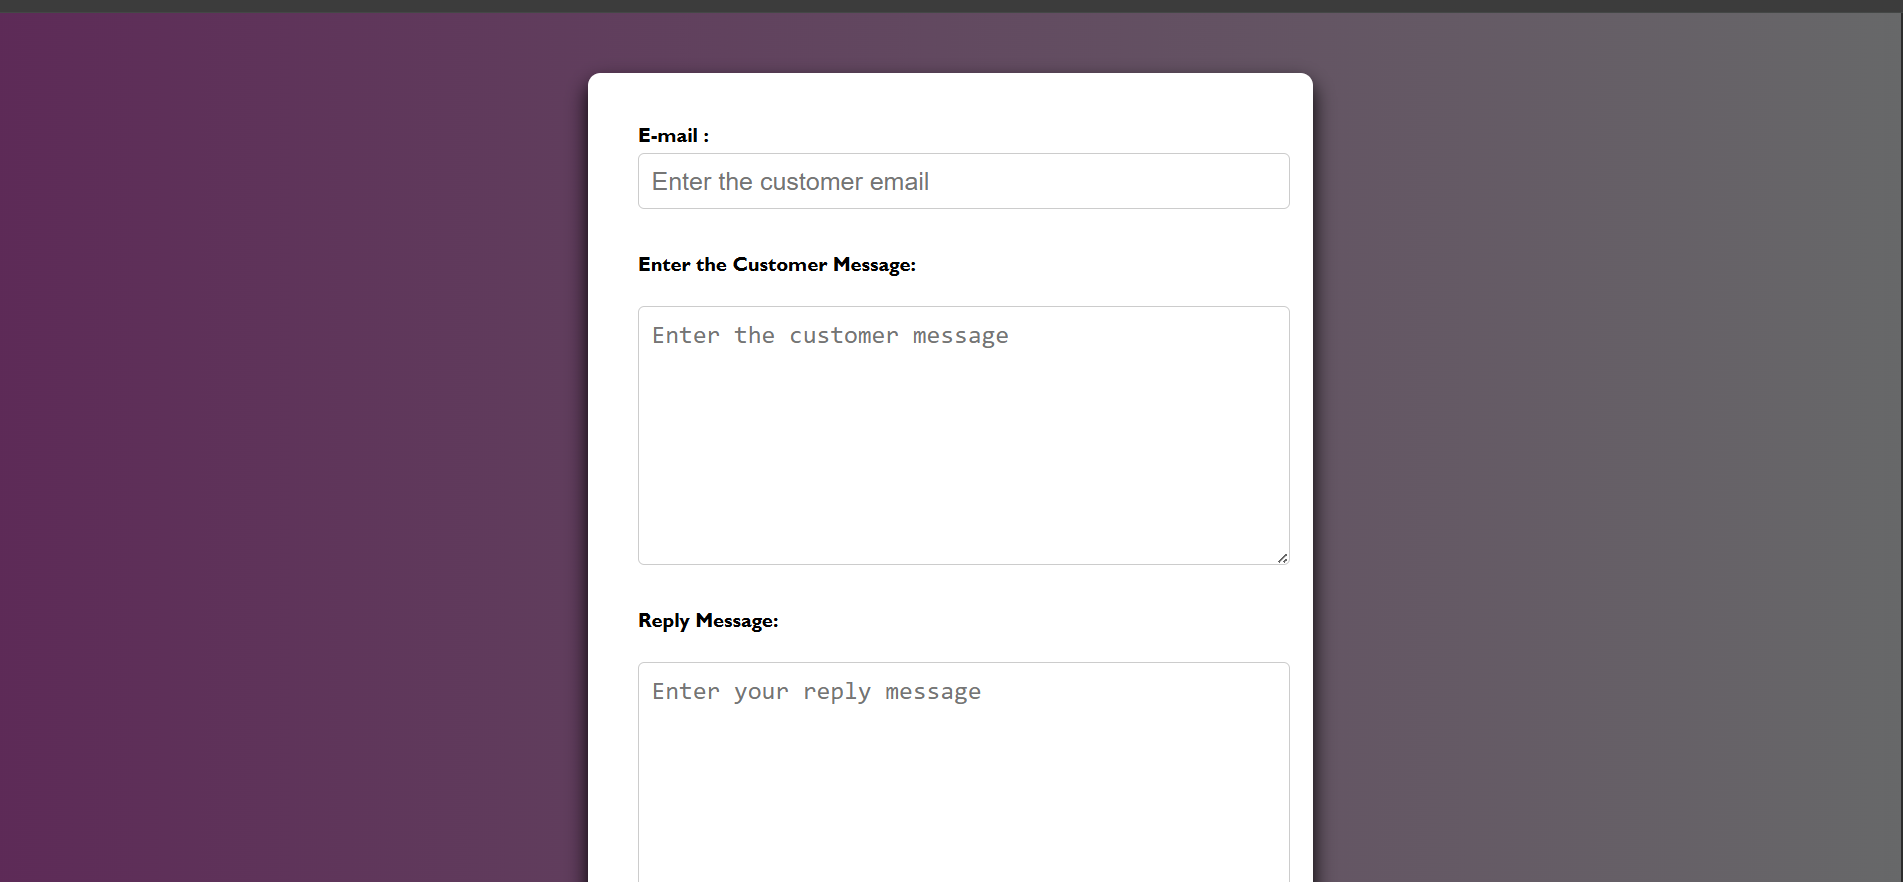 E-mail :
Enter the customer email
Enter the Customer Message:
Enter the customer message
Reply Message:
Enter your reply message